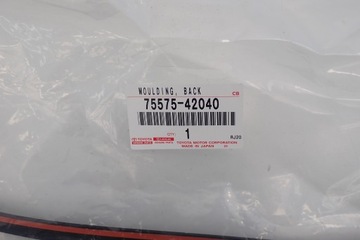 MOULDING, BACK CB
75575-42040
QTY. 1 RJ20
TOYOTA MOTOR CORPORATION
MADE IN JAPAN